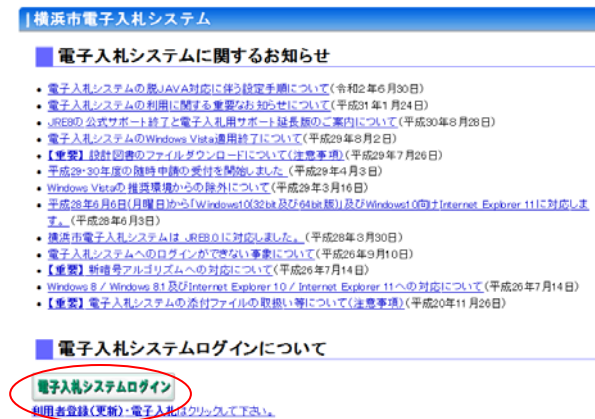 横浜市電子入札システム
電子入札システムに関するお知らせ
・電子入札システムの脱JAVA対応に伴う設定手順について(令和2年6月30日)
・電子入札システムの利用に関する重要なお知らせについて(平成31年1月24日)
・JRE8の公式サポート終了と電子入札用サポート延長版のご案内について(平成30年8月28日)
・電子入札システムのWindows Vista適用終了について(平成29年8月2日)
・【重要】設計図書のファイルダウンロードについて(注意事項)(平成29年7月26日)
・平成29・30年度の随時申請の受付を開始しました (平成29年4月3日)
・Windows Vistaの推奨環境からの除外について(平成29年3月16日)
・平成28年6月6日(月曜日)から「Windows10(32bit及び64bit版)」及びWindows10向けInternet Explorer 11に対応しま
す。(平成28年6月3日)
・横浜市電子入札システムは JRE8.0に対応しました。(平成28年3月30日)
・電子入札システムへのログインができない事象について(平成26年9月10日)
・【重要】新暗号アルゴリズムへの対応について(平成26年7月14日)
・Windows 8 / Windows 8.1 及びInternet Explorer 10 / Internet Explorer 11への対応について(平成26年7月14日)
・【重要】電子入札システムの添付ファイルの取扱い等について(注意事項)(平成20年11月26日)
電子入札システムログインについて
電子入札システムログイン
利用者登録(更新)・電子入札はクリックして下さい。